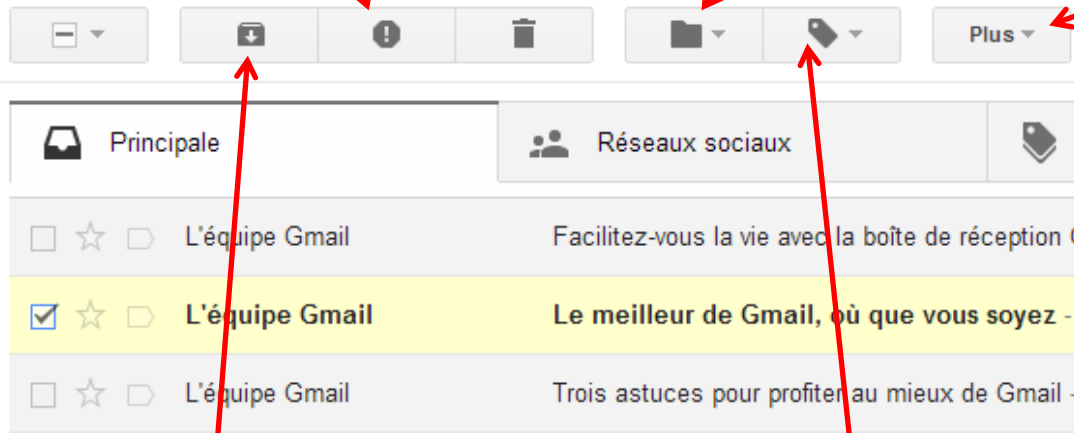 Plus
Principale Réseaux sociaux
L'équipe Gmail Facilitez-vous la vie avec la boîte de réception
L'équipe Gmail Le meilleur de Gmail, où que vous soyez -
L'équipe Gmail Trois astuces pour profiter au mieux de Gmail -